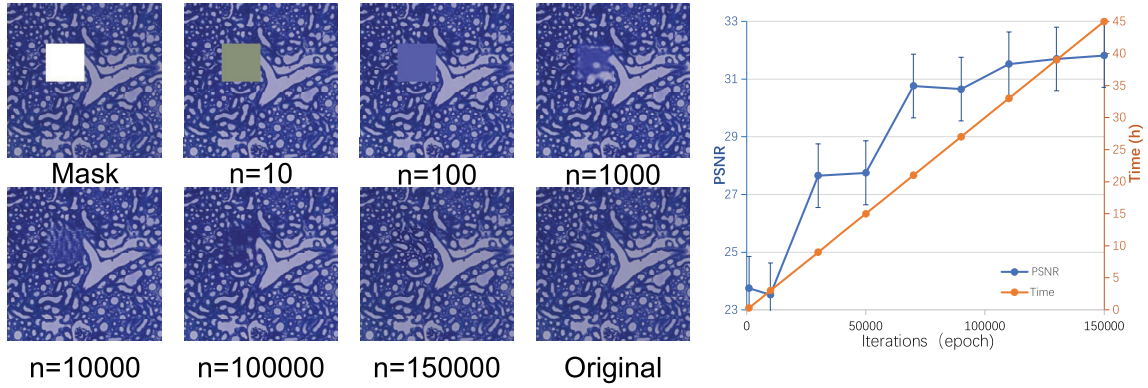 Mask
n=10
n=100
n=1000
n=10000
n=100000
n=150000
Original
33
31
29
27
25
23
PSNR
45
40
35
30
25
20
15
10
5
0
Time (h)
PSNR
Time
0
50000
100000
150000
Iterations （epoch)